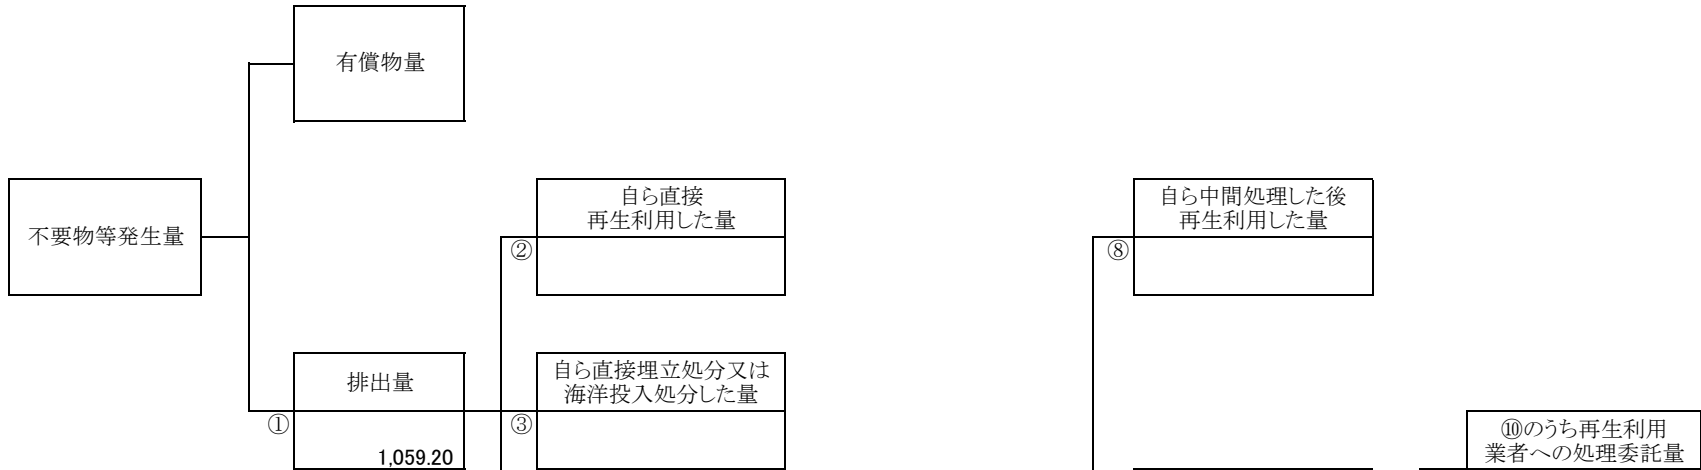 有償物量
不要物等発生量
自ら直接
再生利用した量
②
自ら中間処理した後
再生利用した量
⑧
排出量
①
1,059.20
自ら直接埋立処分又は
海洋投入処分した量
③
⑩のうち再生利用
業者への処理委託量